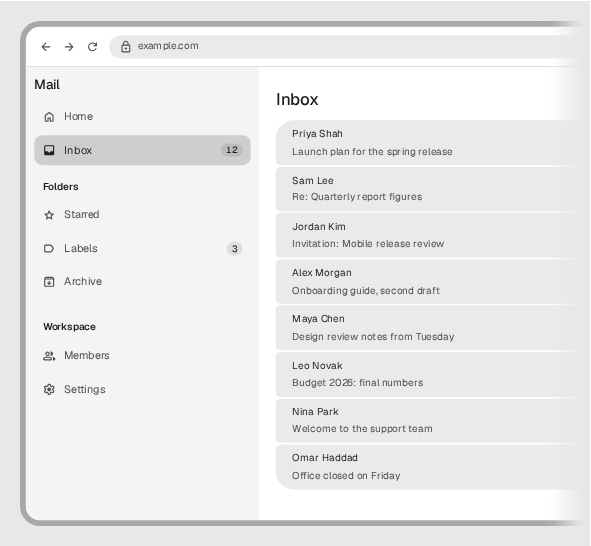 example.com
Mail
Home
Inbox 12
Folders
Starred
Labels 3
Archive
Workspace
Members
Settings
Inbox
Priya Shah
Launch plan for the spring release
Sam Lee
Re: Quarterly report figures
Jordan Kim
Invitation: Mobile release review
Alex Morgan
Onboarding guide, second draft
Maya Chen
Design review notes from Tuesday
Leo Novak
Budget 2026: final numbers
Nina Park
Welcome to the support team
Omar Haddad
Office closed on Friday